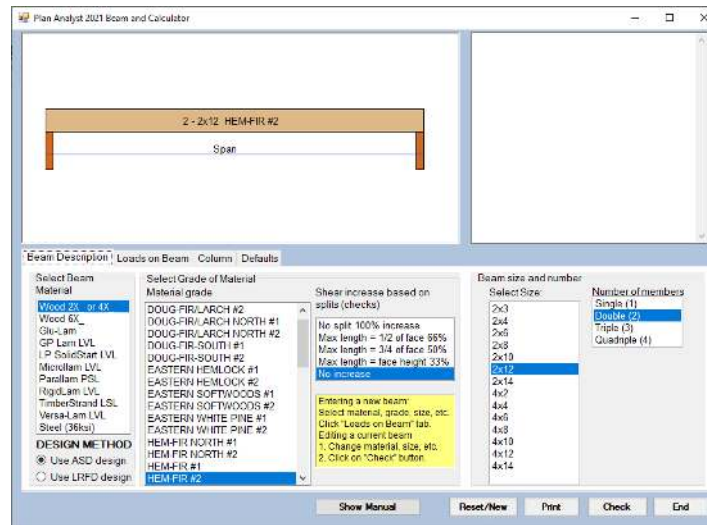 Plan Analyst 2021 Beam and Calculator
2 - 2x12 HEM-FIR #2
Span
Beam Description
Loads on Beam
Column
Defaults
Select Beam
Material
Wood 2X_ or 4X
Wood 6X_
Glu-Lam
GP Lam LVL
LP SolidStart LVL
Microllam LVL
Parallam PSL
RigidLam LVL
TimberStrand LSL
Versa-Lam LVL
Steel (36ksi)
DESIGN METHOD
Use ASD design
Use LRFD design
Select Grade of Material
Material grade
DOUG-FIR/LARCH #2
DOUG-FIR/LARCH NORTH #1
DOUG-FIR/LARCH NORTH #2
DOUG-FIR-SOUTH #1
DOUG-FIR-SOUTH #2
EASTERN HEMLOCK #1
EASTERN HEMLOCK #2
EASTERN SOFTWOODS #1
EASTERN SOFTWOODS #2
EASTERN WHITE PINE #1
EASTERN WHITE PINE #2
HEM-FIR NORTH #1
HEM-FIR NORTH #2
HEM-FIR #1
HEM-FIR #2
Shear increase based on
splits (checks)
No split 100% increase
Max length = 1/2 of face 66%
Max length = 3/4 of face 50%
Max length = face height 33%
No increase
Entering a new beam:
Select material, grade, size, etc.
Click "Loads on Beam" tab.
Editing a current beam
1. Change material, size, etc.
2. Click on "Check" button.
Beam size and number
Select Size:
2x3
2x4
2x6
2x8
2x10
2x12
2x14
4x2
4x4
4x6
4x8
4x10
4x12
4x14
Number of members
Single (1)
Double (2)
Triple (3)
Quadriple (4)
Show Manual
Reset/New
Print
Check
End